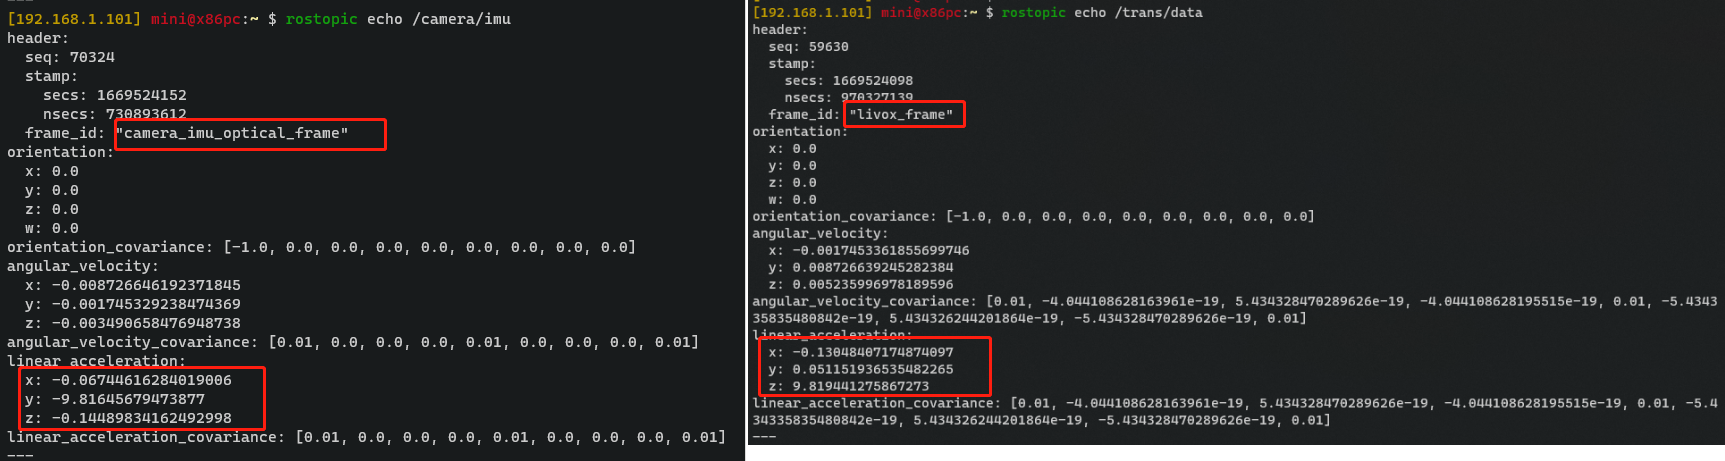 ---
[192.168.1.101] mini@x86pc:~ $ rostopic echo /camera/imu
header:
  seq: 70324
  stamp:
    secs: 1669524152
    nsecs: 730893612
  frame_id: "camera_imu_optical_frame"
orientation:
  x: 0.0
  y: 0.0
  z: 0.0
  w: 0.0
orientation_covariance: [-1.0, 0.0, 0.0, 0.0, 0.0, 0.0, 0.0, 0.0, 0.0]
angular_velocity:
  x: -0.008726646192371845
  y: -0.001745329238474369
  z: -0.003490658476948738
angular_velocity_covariance: [0.01, 0.0, 0.0, 0.0, 0.01, 0.0, 0.0, 0.0, 0.01]
linear_acceleration:
  x: -0.06744616284019006
  y: -9.81645679473877
  z: -0.14489834162492998
linear_acceleration_covariance: [0.01, 0.0, 0.0, 0.0, 0.01, 0.0, 0.0, 0.0, 0.01]
---
[192.168.1.101] mini@x86pc:~ $ rostopic echo /trans/data
header:
  seq: 59630
  stamp:
    secs: 1669524098
    nsecs: 970327139
  frame_id: "livox_frame"
orientation:
  x: 0.0
  y: 0.0
  z: 0.0
  w: 0.0
orientation_covariance: [-1.0, 0.0, 0.0, 0.0, 0.0, 0.0, 0.0, 0.0, 0.0]
angular_velocity:
  x: -0.0017453361855699746
  y: 0.008726639245282384
  z: 0.005235996978189596
angular_velocity_covariance: [0.01, -4.044108628163961e-19, 5.434328470289626e-19, -4.044108628195515e-19, 0.01, -5.4343
35835480842e-19, 5.434326244201864e-19, -5.434328470289626e-19, 0.01]
linear_acceleration:
  x: -0.13048407174874097
  y: 0.051151936535482265
  z: 9.819441275867273
linear_acceleration_covariance: [0.01, -4.044108628163961e-19, 5.434328470289626e-19, -4.044108628195515e-19, 0.01, -5.4
34335835480842e-19, 5.434326244201864e-19, -5.434328470289626e-19, 0.01]
---